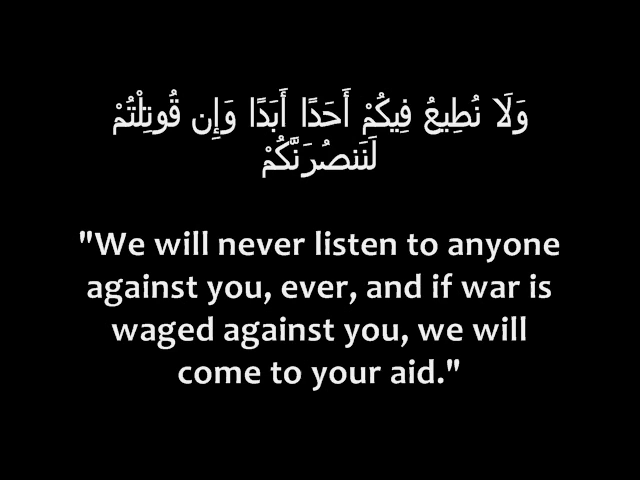 وَلَا نُطِيعُ فِيكُمْ أَحَدًا أَبَدًا وَإِن قُوتِلْتُمْ
لَنَنصُرَنَّكُمْ
"We will never listen to anyone
against you, ever, and if war is
waged against you, we will
come to your aid."